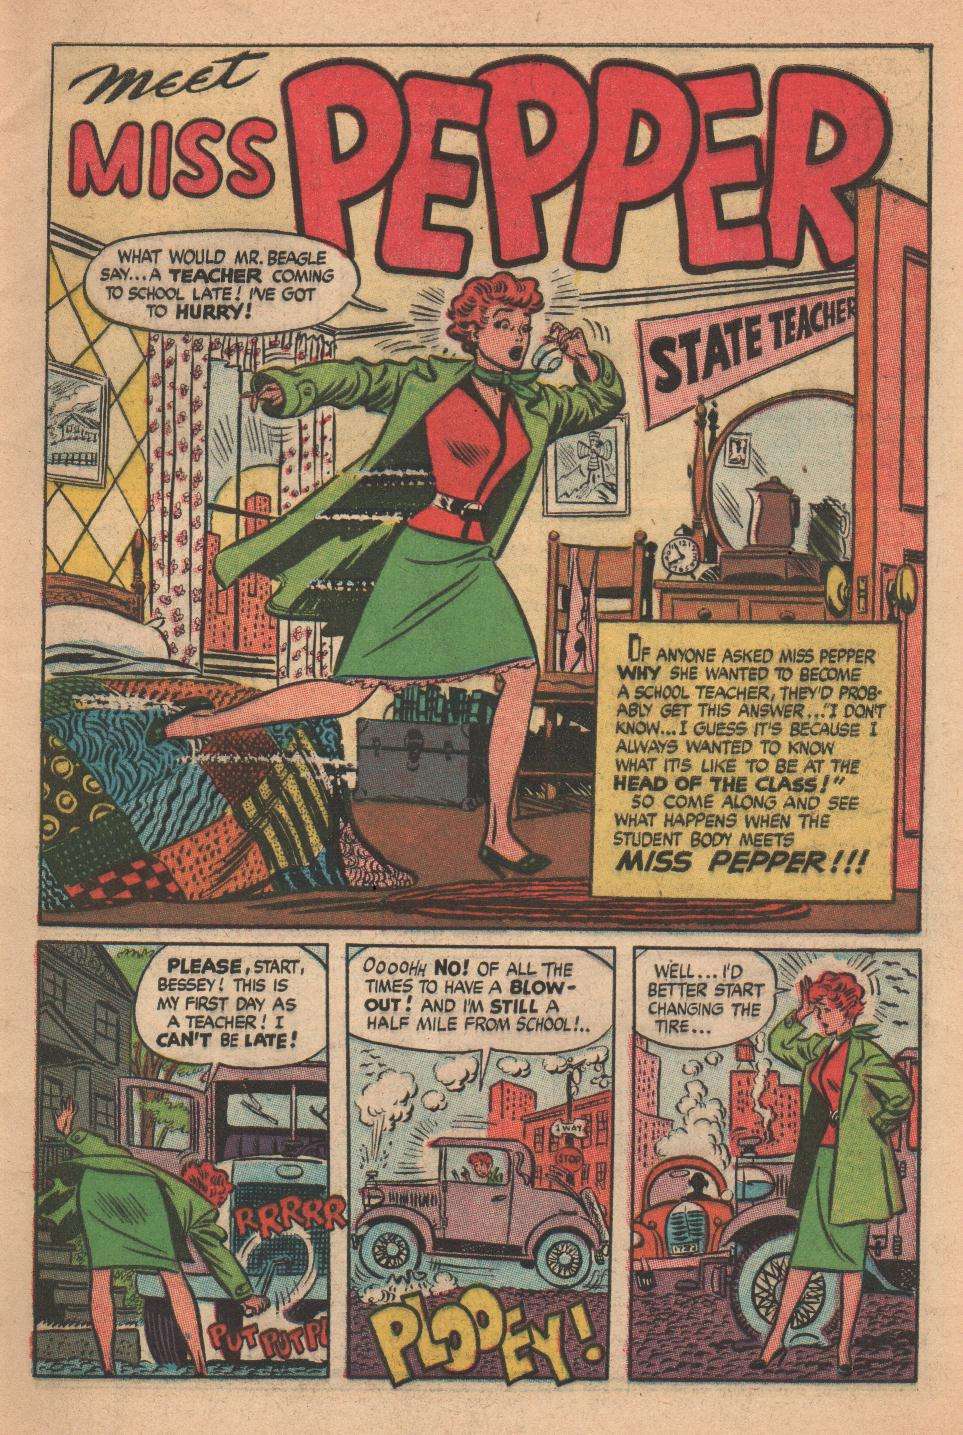 meet
MISS PEPPER
WHAT WOULD MR. BEAGLE
SAY...A TEACHER COMING
TO SCHOOL LATE! I'VE GOT
TO HURRY!
STATE TEACHER
OF ANYONE ASKED MISS PEPPER
WHY SHE WANTED TO BECOME
A SCHOOL TEACHER, THEY'D PROB-
ABLY GET THIS ANSWER..."I DON'T
KNOW...I GUESS IT'S BECAUSE I
ALWAYS WANTED TO KNOW
WHAT IT'S LIKE TO BE AT THE
HEAD OF THE CLASS!"
SO COME ALONG AND SEE
WHAT HAPPENS WHEN THE
STUDENT BODY MEETS
MISS PEPPER!!!
PLEASE, START,
BESSEY! THIS IS
MY FIRST DAY AS
A TEACHER! I
CAN'T BE LATE!
RRRRRR
PUT PUT P
OOOOHH NO! OF ALL THE
TIMES TO HAVE A BLOW-
OUT! AND I'M STILL A
HALF MILE FROM SCHOOL!..
1 WAY
STOP
PLOOEY!
WELL...I'D
BETTER START
CHANGING THE
TIRE...